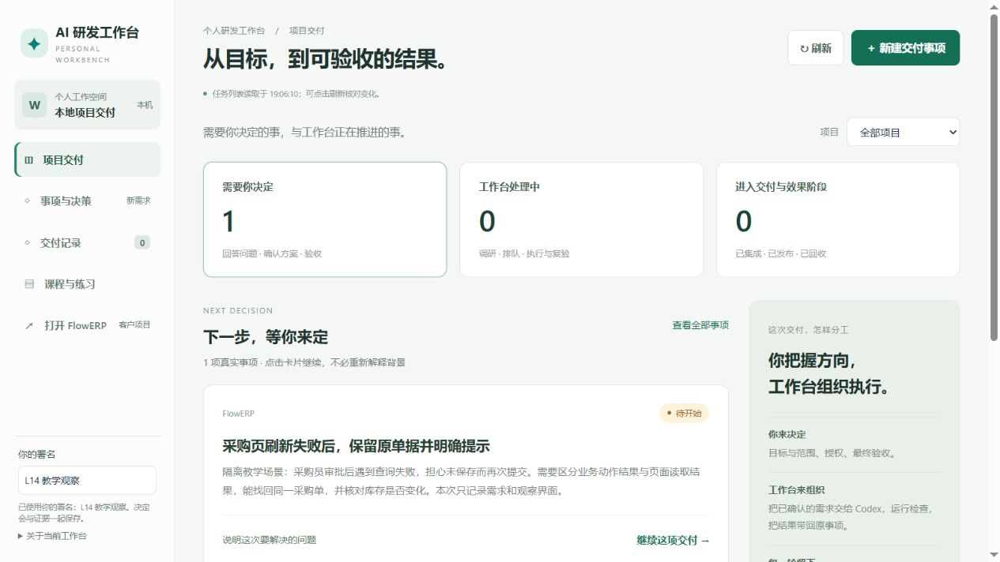 AI 研发工作台
PERSONAL
WORKBENCH
W
个人工作空间
本地项目交付
本机
项目交付
事项与决策
新需求
交付记录
0
课程与练习
打开 FlowERP
客户项目
你的署名
L14 教学观察
已使用你的署名：L14 教学观察。决定
会与证据一起保存。
▶ 关于当前工作台
个人研发工作台 / 项目交付
从目标，到可验收的结果。
任务列表读取于 19:06:10；可点击刷新核对变化。
↻ 刷新
+ 新建交付事项
需要你决定的事，与工作台正在推进的事。
项目
全部项目
需要你决定
1
回答问题 · 确认方案 · 验收
工作台处理中
0
调研 · 排队 · 执行与复验
进入交付与效果阶段
0
已集成 · 已发布 · 已回收
NEXT DECISION
下一步，等你来定
1 项真实事项 · 点击卡片继续，不必重新解释背景
查看全部事项
FlowERP
待开始
采购页刷新失败后，保留原单据并明确提示
隔离教学场景：采购员审批后遇到查询失败，担心未保存而再次提交。需要区分业务动作结果与页面读取结
果，能找回同一采购单，并核对库存是否变化。本次只记录需求和观察界面。
说明这次要解决的问题
继续这项交付 →
这次交付，怎样分工
你把握方向，
工作台组织执行。
你来决定
目标与范围、授权、最终验收。
工作台来组织
把已确认的需求交给 Codex，运行检查，
把结果带回原事项。